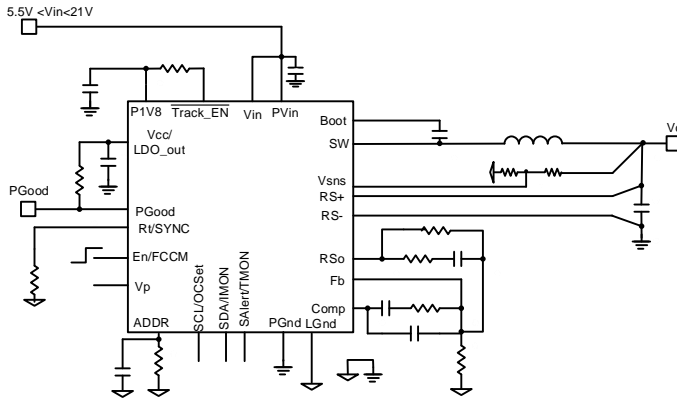 5.5V <Vin<21V
P1V8
Track_EN
Vin
PVin
Boot
Vcc/
LDO_out
SW
Vsns
RS+
RS-
PGood
PGood
Rt/SYNC
En/FCCM
Vp
RSo
Fb
Comp
ADDR
SCL/OCSet
SDA/IMON
SAlert/TMON
PGnd
LGnd